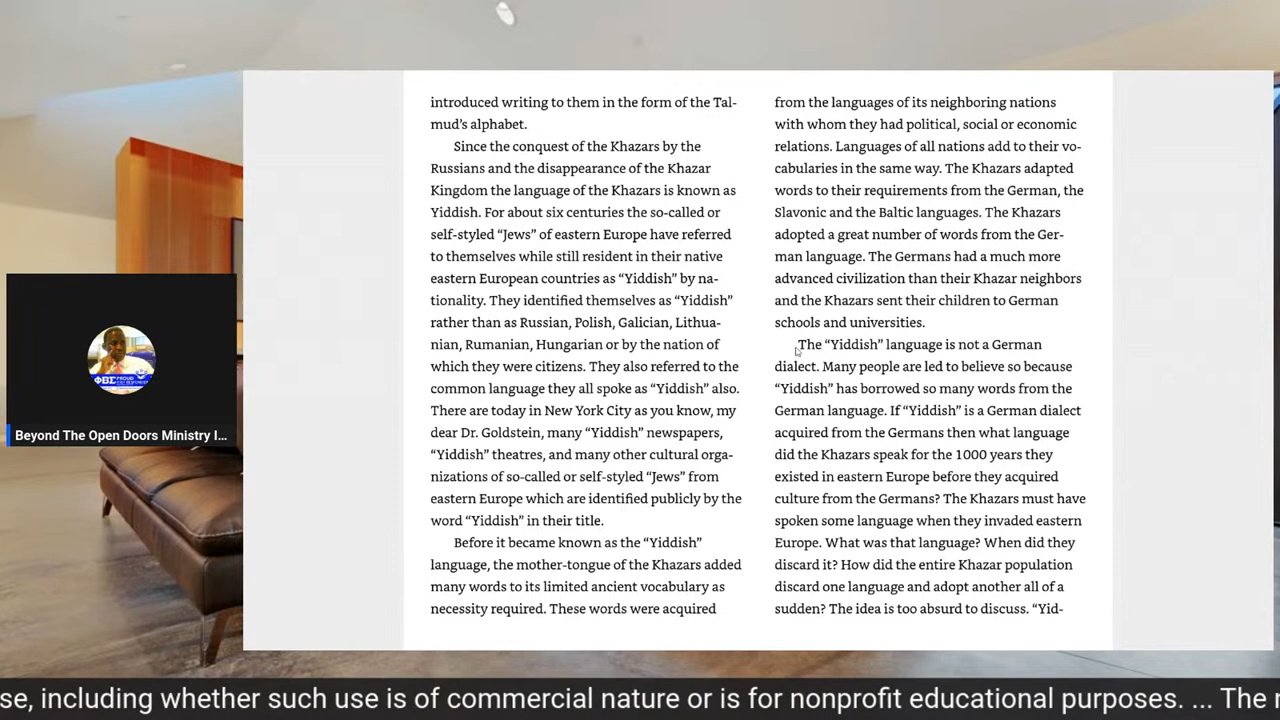 introduced writing to them in the form of the Tal-
mud's alphabet.
Since the conquest of the Khazars by the
Russians and the disappearance of the Khazar
Kingdom the language of the Khazars is known as
Yiddish. For about six centuries the so-called or
self-styled “Jews” of eastern Europe have referred
to themselves while still resident in their native
eastern European countries as “Yiddish” by na-
tionality. They identified themselves as “Yiddish”
rather than as Russian, Polish, Galician, Lithua-
nian, Rumanian, Hungarian or by the nation of
which they were citizens. They also referred to the
common language they all spoke as “Yiddish” also.
There are today in New York City as you know, my
dear Dr. Goldstein, many “Yiddish” newspapers,
“Yiddish” theatres, and many other cultural orga-
nizations of so-called or self-styled “Jews” from
eastern Europe which are identified publicly by the
word “Yiddish” in their title.
Before it became known as the “Yiddish”
language, the mother-tongue of the Khazars added
many words to its limited ancient vocabulary as
necessity required. These words were acquired
from the languages of its neighboring nations
with whom they had political, social or economic
relations. Languages of all nations add to their vo-
cabularies in the same way. The Khazars adapted
words to their requirements from the German, the
Slavonic and the Baltic languages. The Khazars
adopted a great number of words from the Ger-
man language. The Germans had a much more
advanced civilization than their Khazar neighbors
and the Khazars sent their children to German
schools and universities.
The “Yiddish” language is not a German
dialect. Many people are led to believe so because
“Yiddish” has borrowed so many words from the
German language. If “Yiddish” is a German dialect
acquired from the Germans then what language
did the Khazars speak for the 1000 years they
existed in eastern Europe before they acquired
culture from the Germans? The Khazars must have
spoken some language when they invaded eastern
Europe. What was that language? When did they
discard it? How did the entire Khazar population
discard one language and adopt another all of a
sudden? The idea is too absurd to discuss. “Yid-
ΦΒΣ PROUD
Beyond The Open Doors Ministry I...
se, including whether such use is of commercial nature or is for nonprofit educational purposes. ... The